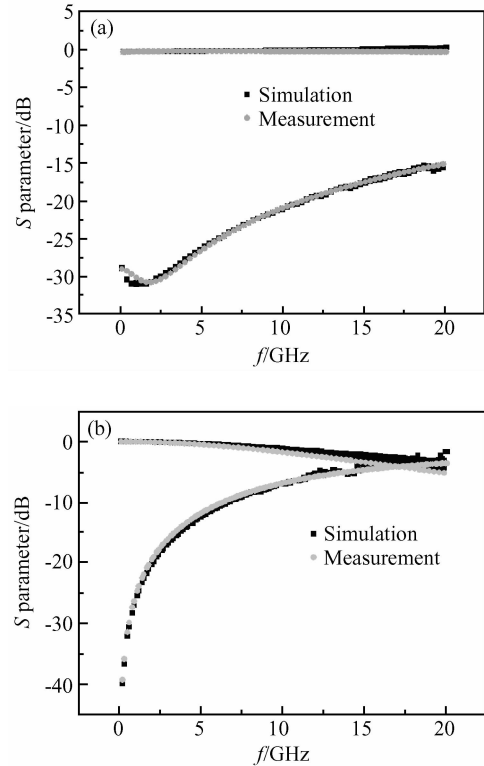 (a)
5
0
-5
-10
-15
-20
-25
-30
-35
S parameter/dB
Simulation
Measurement
0 5 10 15 20
f/GHz
(b)
0
-10
-20
-30
-40
S parameter/dB
Simulation
Measurement
0 5 10 15 20
f/GHz